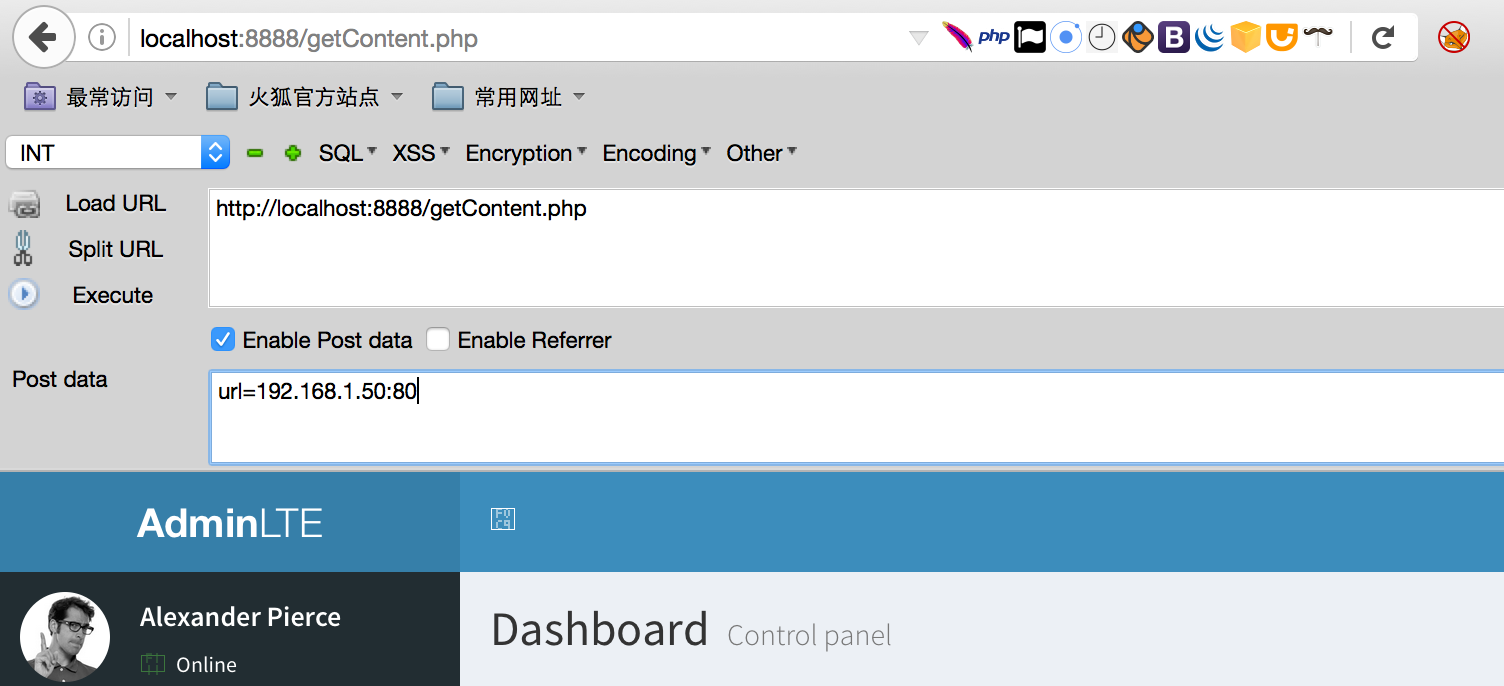 localhost:8888/getContent.php
php
B
最常访问 火狐官方站点 常用网址
INT SQL XSS Encryption Encoding Other
Load URL http://localhost:8888/getContent.php
Split URL
Execute
Enable Post data Enable Referrer
Post data url=192.168.1.50:80
AdminLTE
Dashboard Control panel
Alexander Pierce
Online